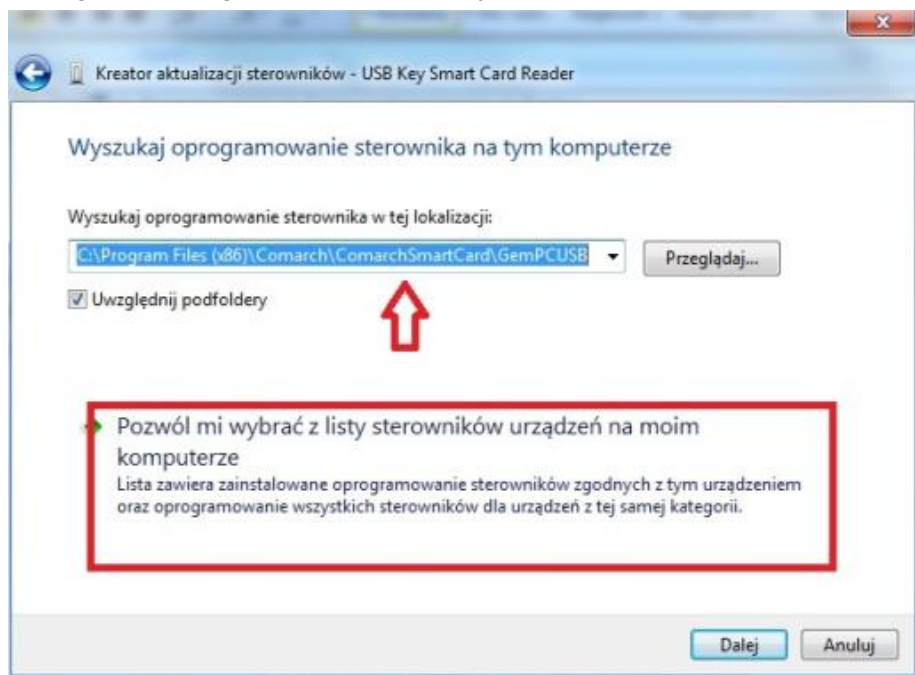 Kreator aktualizacji sterowników - USB Key Smart Card Reader
Wyszukaj oprogramowanie sterownika na tym komputerze
Wyszukaj oprogramowanie sterownika w tej lokalizacji:
C:\Program Files (x86)\Comarch\ComarchSmartCard\GemPCUSB
Przeglądaj...
Uwzględnij podfoldery
Pozwól mi wybrać z listy sterowników urządzeń na moim
komputerze
Lista zawiera zainstalowane oprogramowanie sterowników zgodnych z tym urządzeniem
oraz oprogramowanie wszystkich sterowników dla urządzeń z tej samej kategorii.
Dalej
Anuluj